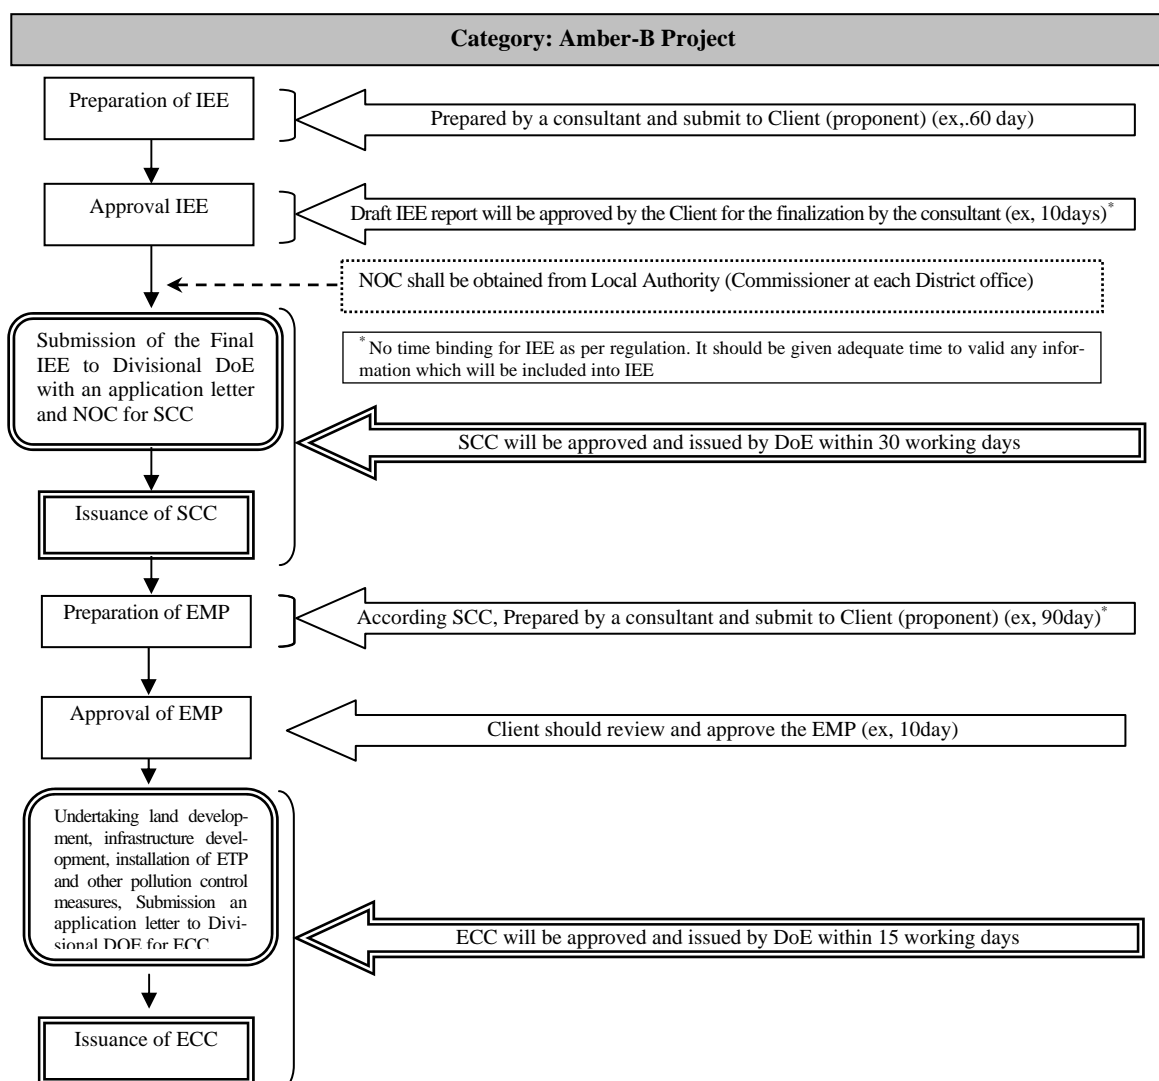 Category: Amber-B Project
Preparation of IEE
Prepared by a consultant and submit to Client (proponent) (ex,.60 day)
Approval IEE
Draft IEE report will be approved by the Client for the finalization by the consultant (ex, 10days)*
NOC shall be obtained from Local Authority (Commissioner at each District office)
Submission of the Final
IEE to Divisional DoE
with an application letter
and NOC for SCC
* No time binding for IEE as per regulation. It should be given adequate time to valid any infor-
mation which will be included into IEE
SCC will be approved and issued by DoE within 30 working days
Issuance of SCC
Preparation of EMP
According SCC, Prepared by a consultant and submit to Client (proponent) (ex, 90day)*
Approval of EMP
Client should review and approve the EMP (ex, 10day)
Undertaking land develop-
ment, infrastructure devel-
opment, installation of ETP
and other pollution control
measures, Submission an
application letter to Divi-
sional DOE for ECC
ECC will be approved and issued by DoE within 15 working days
Issuance of ECC